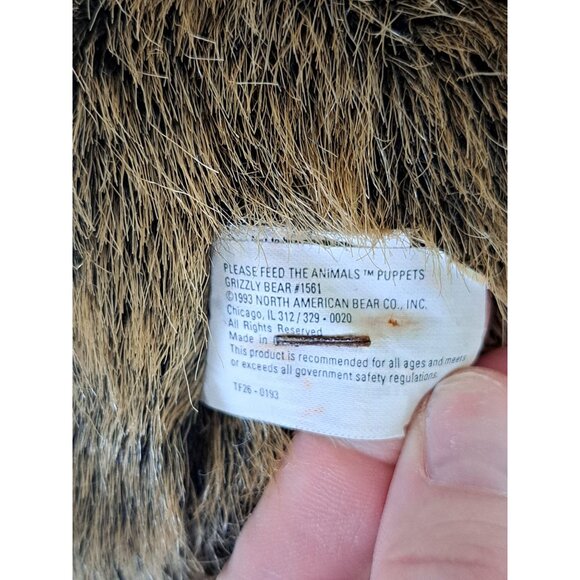 PLEASE FEED THE ANiMALS™ PUPPETS
GRIZZLY BEAR #1561
©1993 NORTH AMERICAN BEAR CO., INC.
Chicago, IL 312/329 • 0020
All Rights Reserved
Made in
This product is recommended for all ages and meets
or exceeds all government safety regulations.
TF26 - 0193